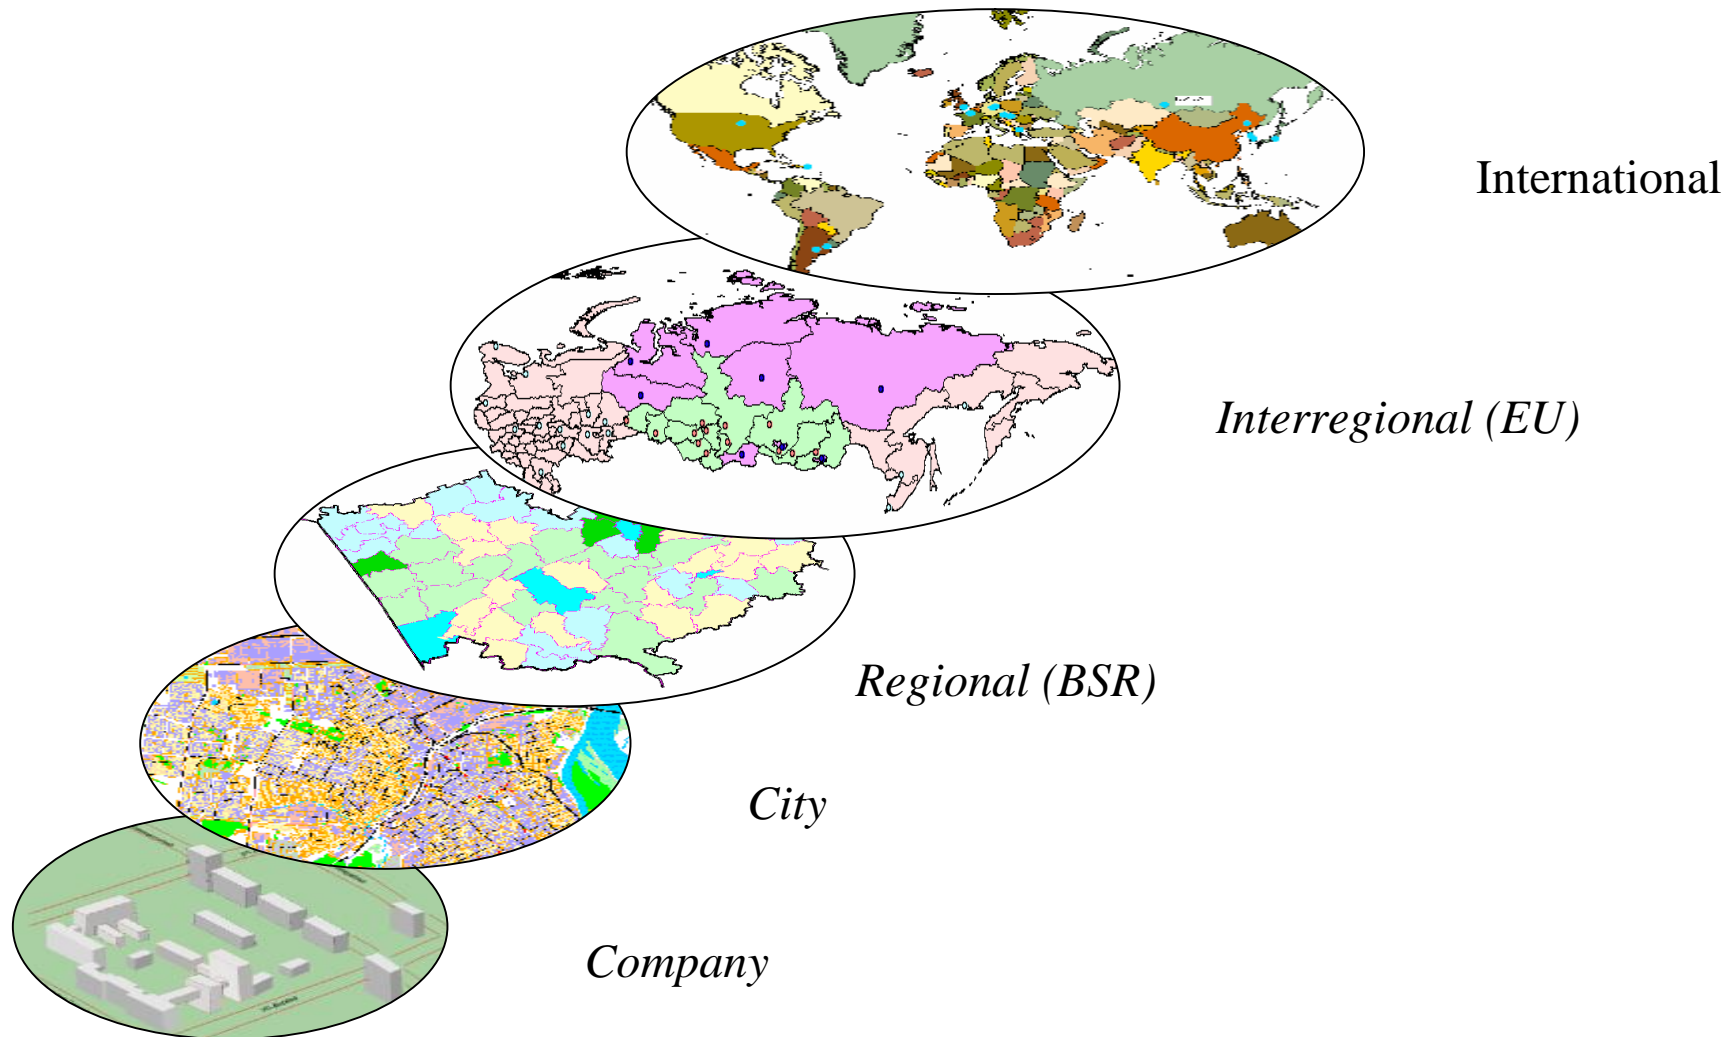 International
Interregional (EU)
Regional (BSR)
City
Company